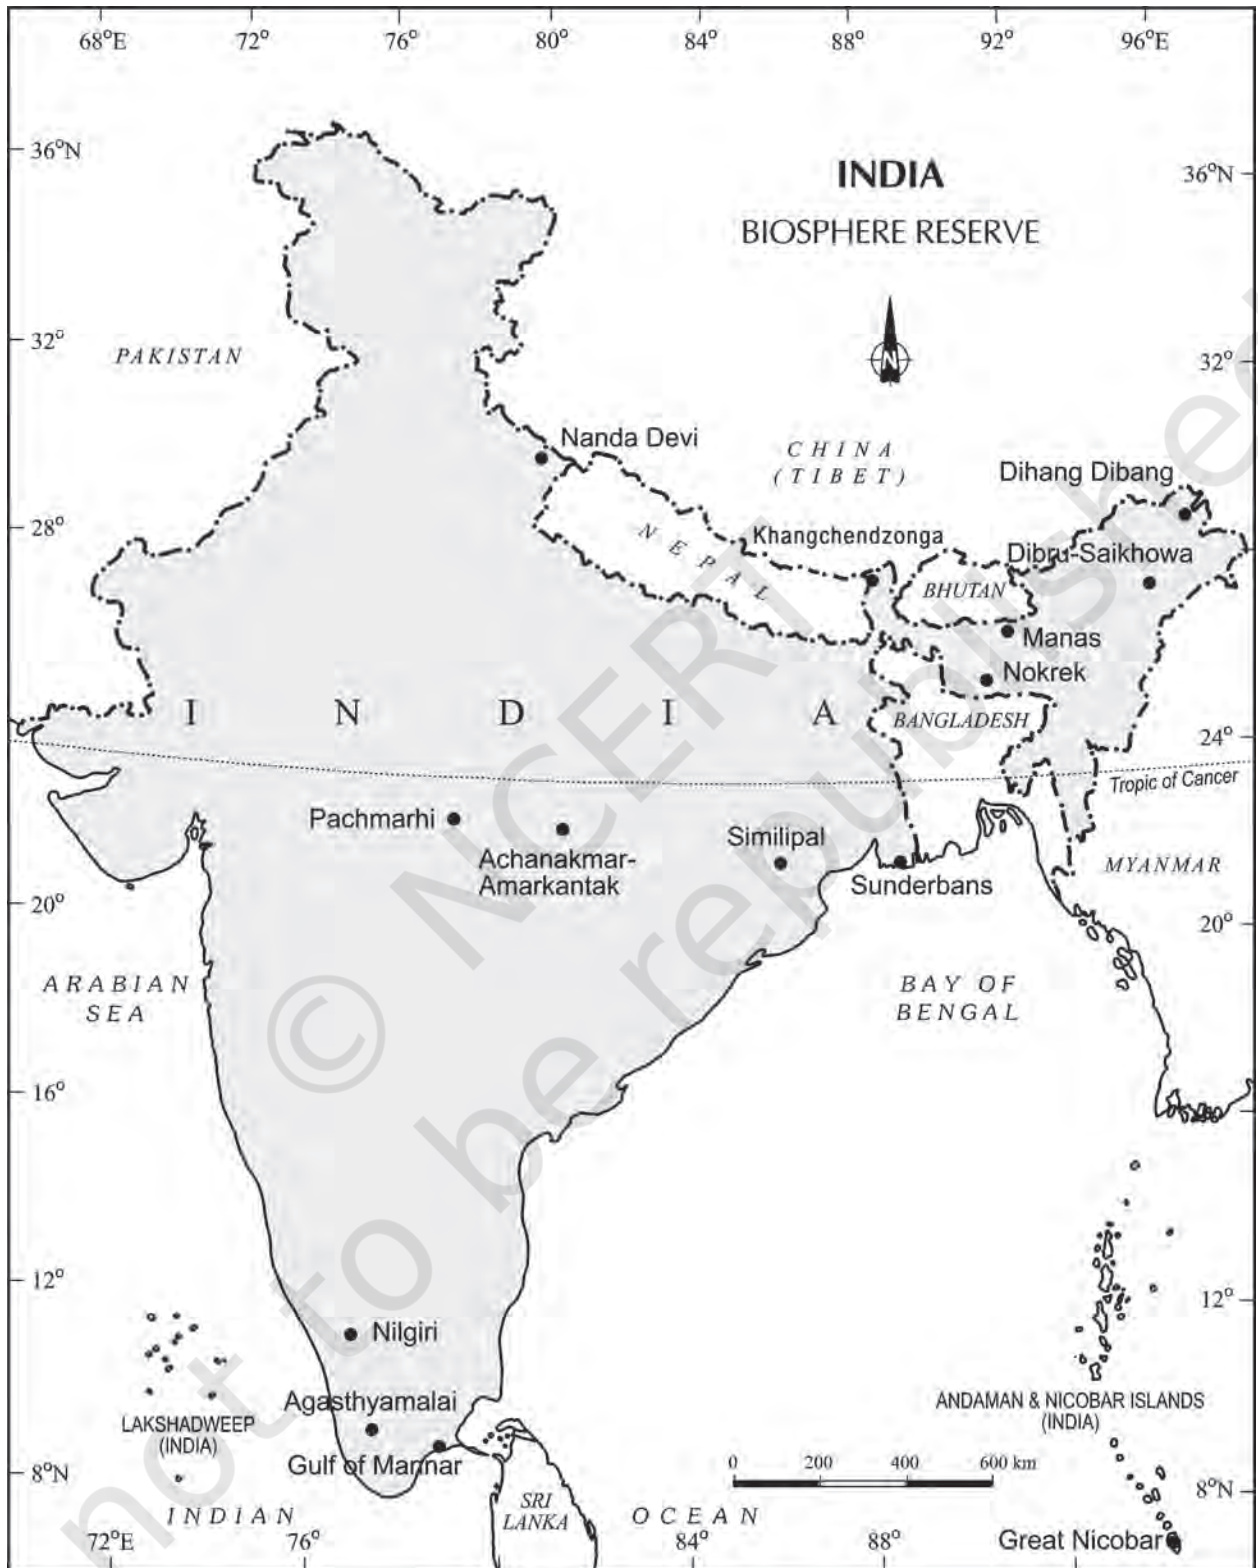 68°E 72° 76° 80° 84° 88° 92° 96°E
36°N
INDIA
36°N
BIOSPHERE RESERVE
N
32°
PAKISTAN
32°
Nanda Devi
CHINA
(TIBET)
Dihang Dibang
28°
NEPAL
Khangchendzonga
Dibru-Saikhowa
BHUTAN
Manas
Nokrek
INDIA
BANGLADESH
24°
Tropic of Cancer
Pachmarhi
Achanakmar-
Amarkantak
Similipal
Sunderbans
MYANMAR
20°
20°
ARABIAN
SEA
BAY OF
BENGAL
16°
12°
12°
Nilgiri
Agasthyamalai
LAKSHADWEEP
(INDIA)
ANDAMAN & NICOBAR ISLANDS
(INDIA)
Gulf of Mannar
0 200 400 600 km
8°N
8°N
INDIAN
SRI
LANKA
OCEAN
Great Nicobar
72°E 76° 84° 88°
© NCERT
not to be republished